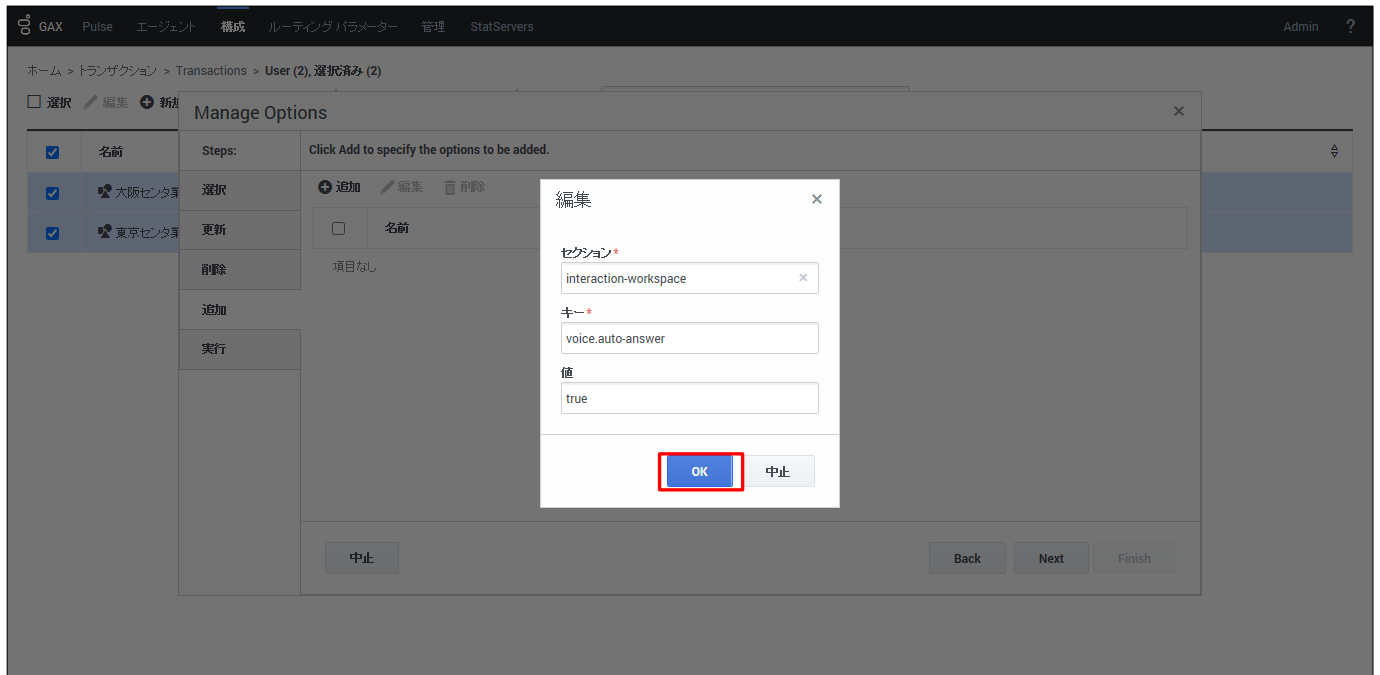 GAX Pulse エージェント 構成 ルーティング パラメーター 管理 StatServers Admin ?
ホーム > トランザクション > Transactions > User (2), 選択済み (2)
選択 編集 新規
Manage Options
名前
大阪センタ業
東京センタ業
Steps:
選択
更新
削除
追加
実行
Click Add to specify the options to be added.
追加 編集 削除
名前
項目なし
編集
セクション*
interaction-workspace
キー*
voice.auto-answer
値
true
OK 中止
中止 Back Next Finish